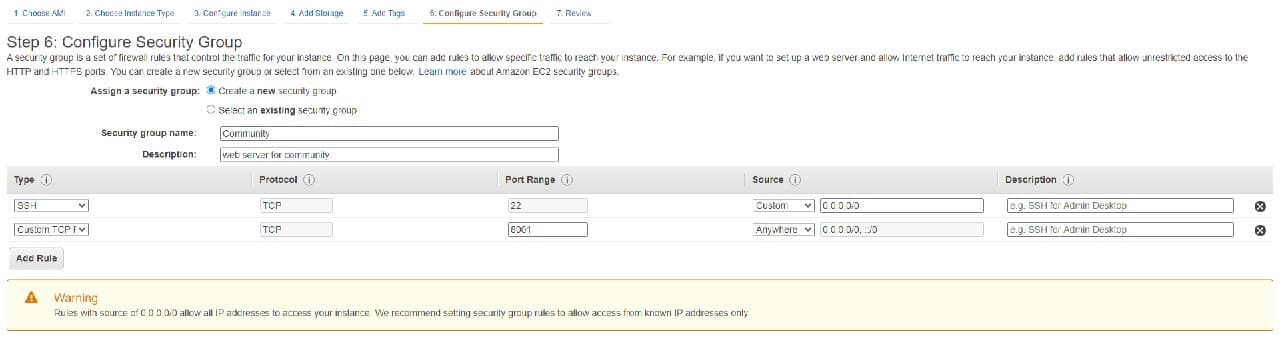 1. Choose AMI 2. Choose Instance Type 3. Configure Instance 4. Add Storage 5. Add Tags 6. Configure Security Group 7. Review
Step 6: Configure Security Group
A security group is a set of firewall rules that control the traffic for your instance. On this page, you can add rules to allow specific traffic to reach your instance. For example, if you want to set up a web server and allow Internet traffic to reach your instance, add rules that allow unrestricted access to the
HTTP and HTTPS ports. You can create a new security group or select from an existing one below. Learn more about Amazon EC2 security groups.
Assign a security group: Create a new security group
Select an existing security group
Security group name: Community
Description: web server for community
Type Protocol Port Range Source Description
SSH TCP 22 Custom 0.0.0.0/0 e.g. SSH for Admin Desktop
Custom TCP F TCP 8001 Anywhere 0.0.0.0/0, ::/0 e.g. SSH for Admin Desktop
Add Rule
Warning
Rules with source of 0.0.0.0/0 allow all IP addresses to access your instance. We recommend setting security group rules to allow access from known IP addresses only.